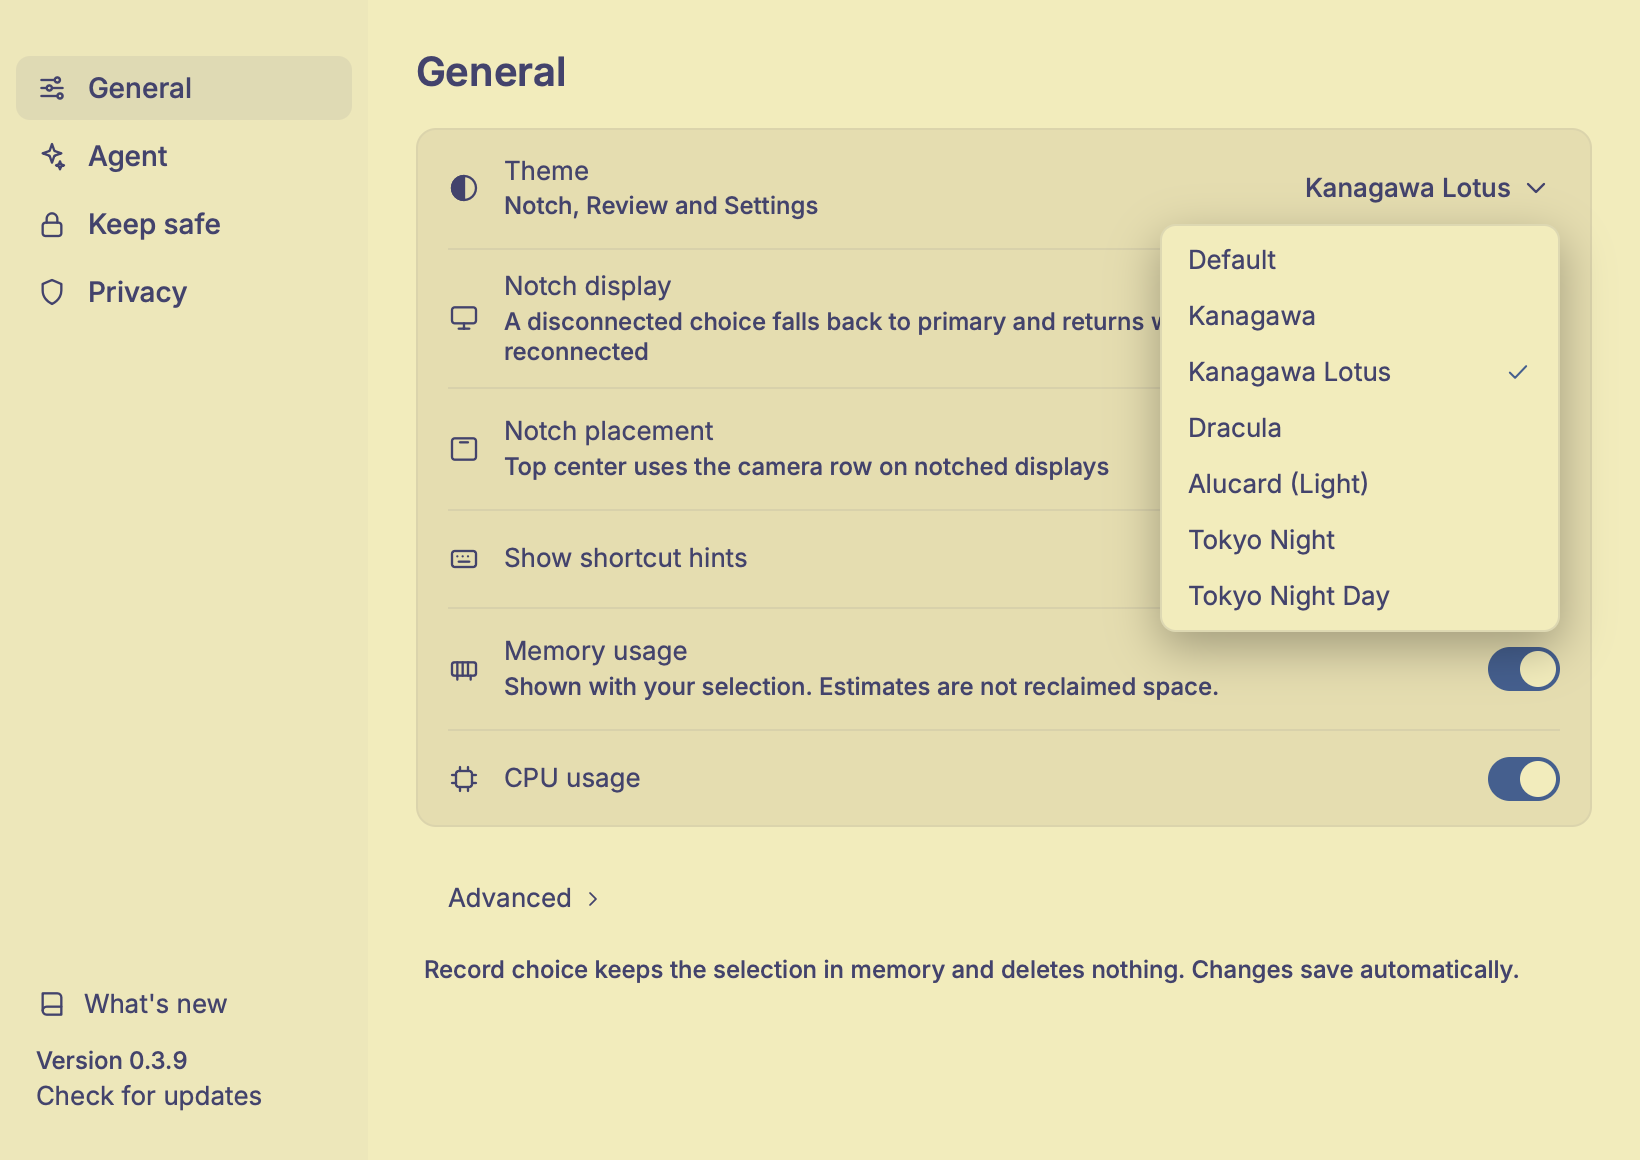 General
Agent
Keep safe
Privacy
What's new
Version 0.3.9
Check for updates
General
Theme
Notch, Review and Settings
Kanagawa Lotus
Default
Kanagawa
Kanagawa Lotus
Dracula
Alucard (Light)
Tokyo Night
Tokyo Night Day
Notch display
A disconnected choice falls back to primary and returns
reconnected
Notch placement
Top center uses the camera row on notched displays
Show shortcut hints
Memory usage
Shown with your selection. Estimates are not reclaimed space.
CPU usage
Advanced
Record choice keeps the selection in memory and deletes nothing. Changes save automatically.